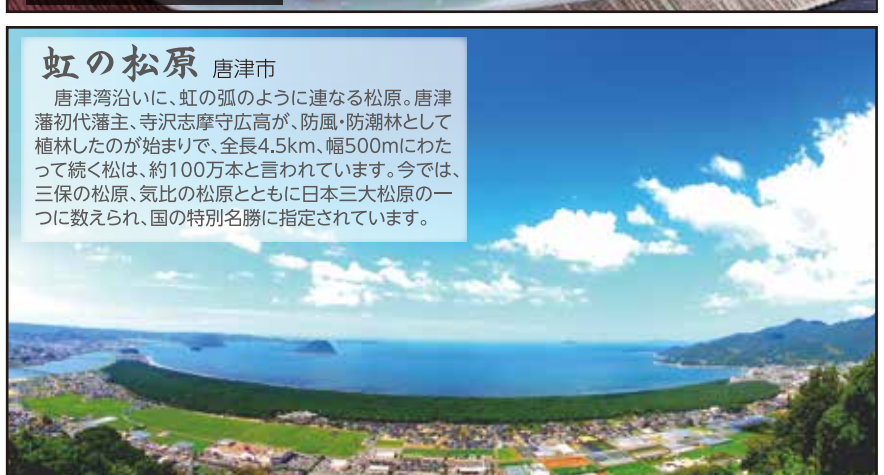 虹の松原 唐津市
唐津湾沿いに、虹の弧のように連なる松原。唐津
藩初代藩主、寺沢志摩守広高が、防風・防潮林として
植林したのが始まりで、全長4.5km、幅500mにわた
って続く松は、約100万本と言われています。今では、
三保の松原、気比の松原とともに日本三大松原の一
つに数えられ、国の特別名勝に指定されています。